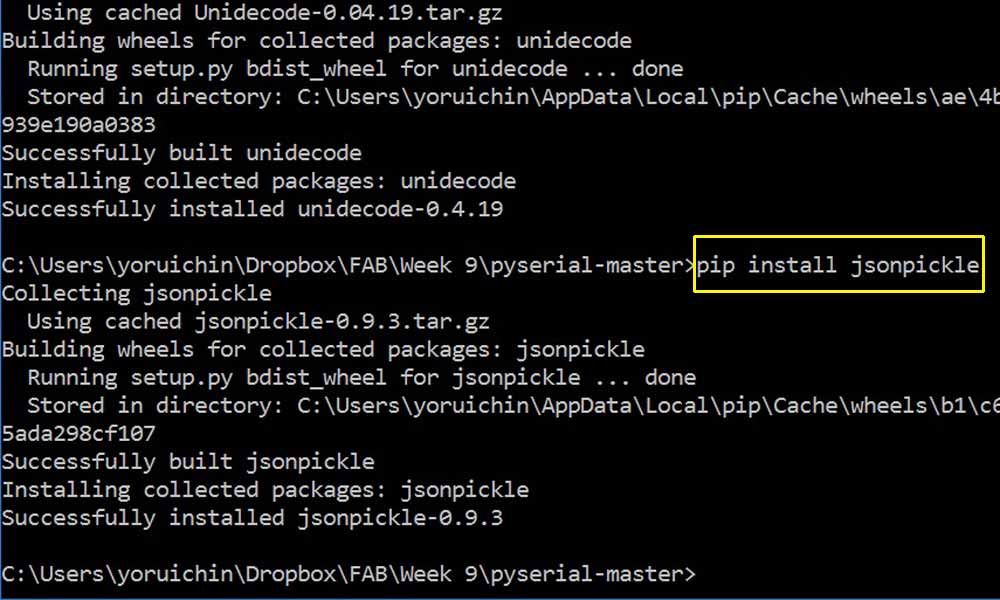 Using cached Unidecode-0.04.19.tar.gz
Building wheels for collected packages: unidecode
Running setup.py bdist_wheel for unidecode ... done
Stored in directory: C:\Users\yoruichin\AppData\Local\pip\Cache\wheels\ae\4b
939e190a0383
Successfully built unidecode
Installing collected packages: unidecode
Successfully installed unidecode-0.4.19
C:\Users\yoruichin\Dropbox\FAB\Week 9\pyserial-master>pip install jsonpickle
Collecting jsonpickle
Using cached jsonpickle-0.9.3.tar.gz
Building wheels for collected packages: jsonpickle
Running setup.py bdist_wheel for jsonpickle ... done
Stored in directory: C:\Users\yoruichin\AppData\Local\pip\Cache\wheels\b1\c6
5ada298cf107
Successfully built jsonpickle
Installing collected packages: jsonpickle
Successfully installed jsonpickle-0.9.3
C:\Users\yoruichin\Dropbox\FAB\Week 9\pyserial-master>